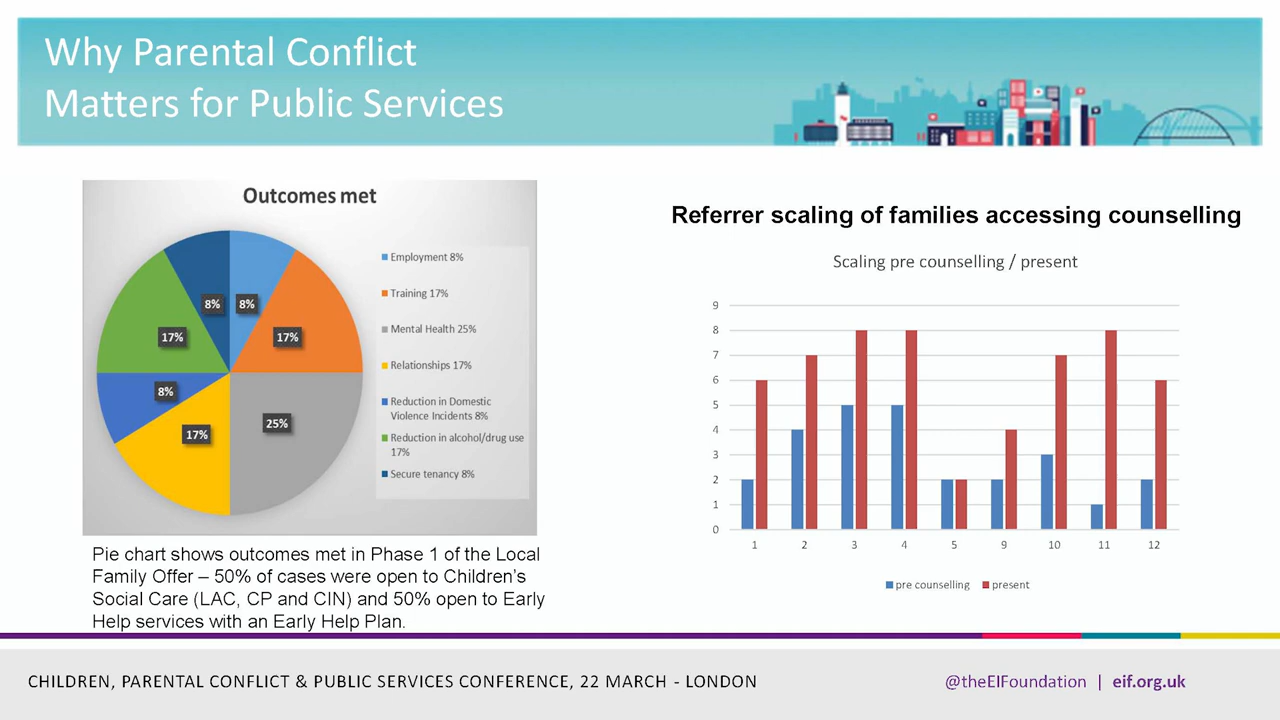 Why Parental Conflict
Matters for Public Services
Outcomes met
8%
8%
17%
17%
8%
25%
17%
Employment 8%
Training 17%
Mental Health 25%
Relationships 17%
Reduction in Domestic
Violence Incidents 8%
Reduction in alcohol/drug use
17%
Secure tenancy 8%
Pie chart shows outcomes met in Phase 1 of the Local
Family Offer – 50% of cases were open to Children's
Social Care (LAC, CP and CIN) and 50% open to Early
Help services with an Early Help Plan.
Referrer scaling of families accessing counselling
Scaling pre counselling / present
9
8
7
6
5
4
3
2
1
0
1 2 3 4 5 9 10 11 12
pre counselling present
CHILDREN, PARENTAL CONFLICT & PUBLIC SERVICES CONFERENCE, 22 MARCH - LONDON
@theEIFoundation | eif.org.uk